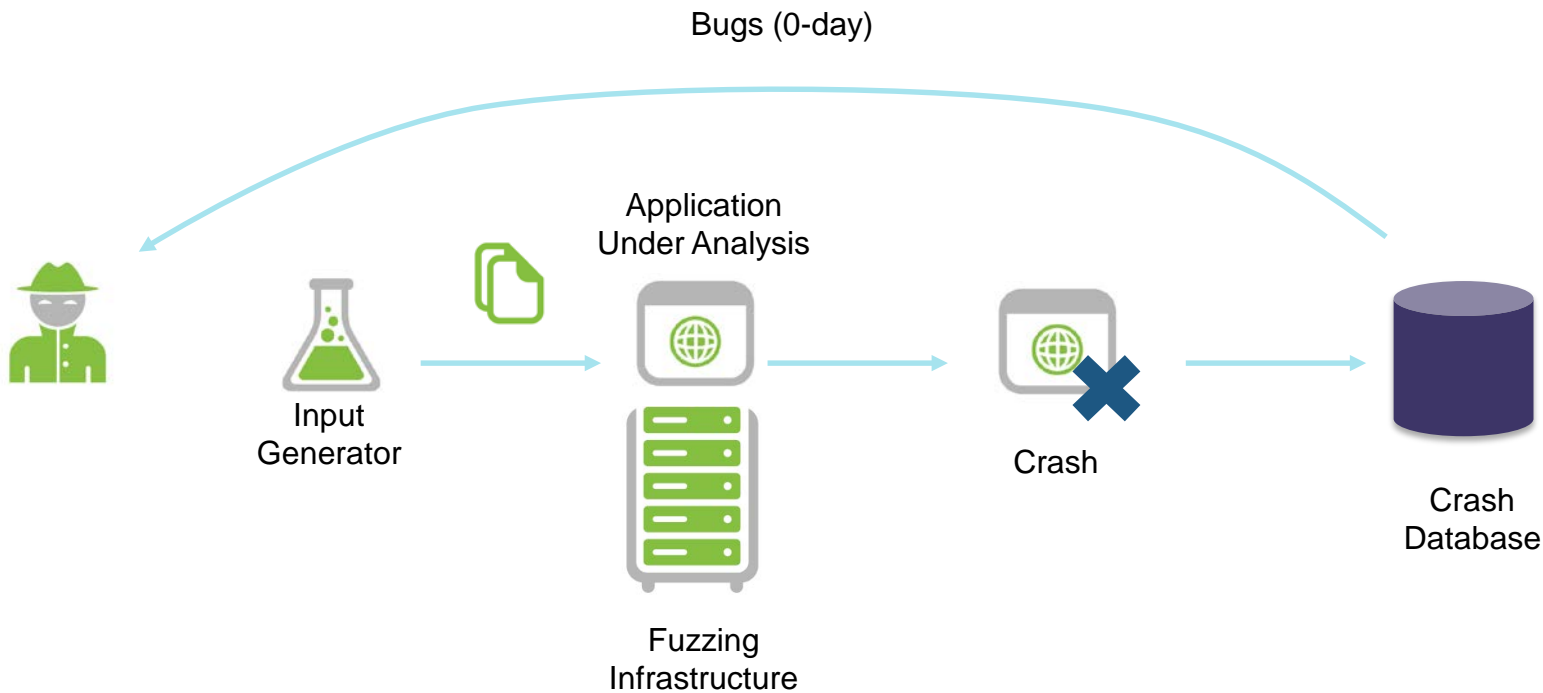 Bugs (0-day)
Application
Under Analysis
Input
Generator
Crash
Crash
Database
Fuzzing
Infrastructure